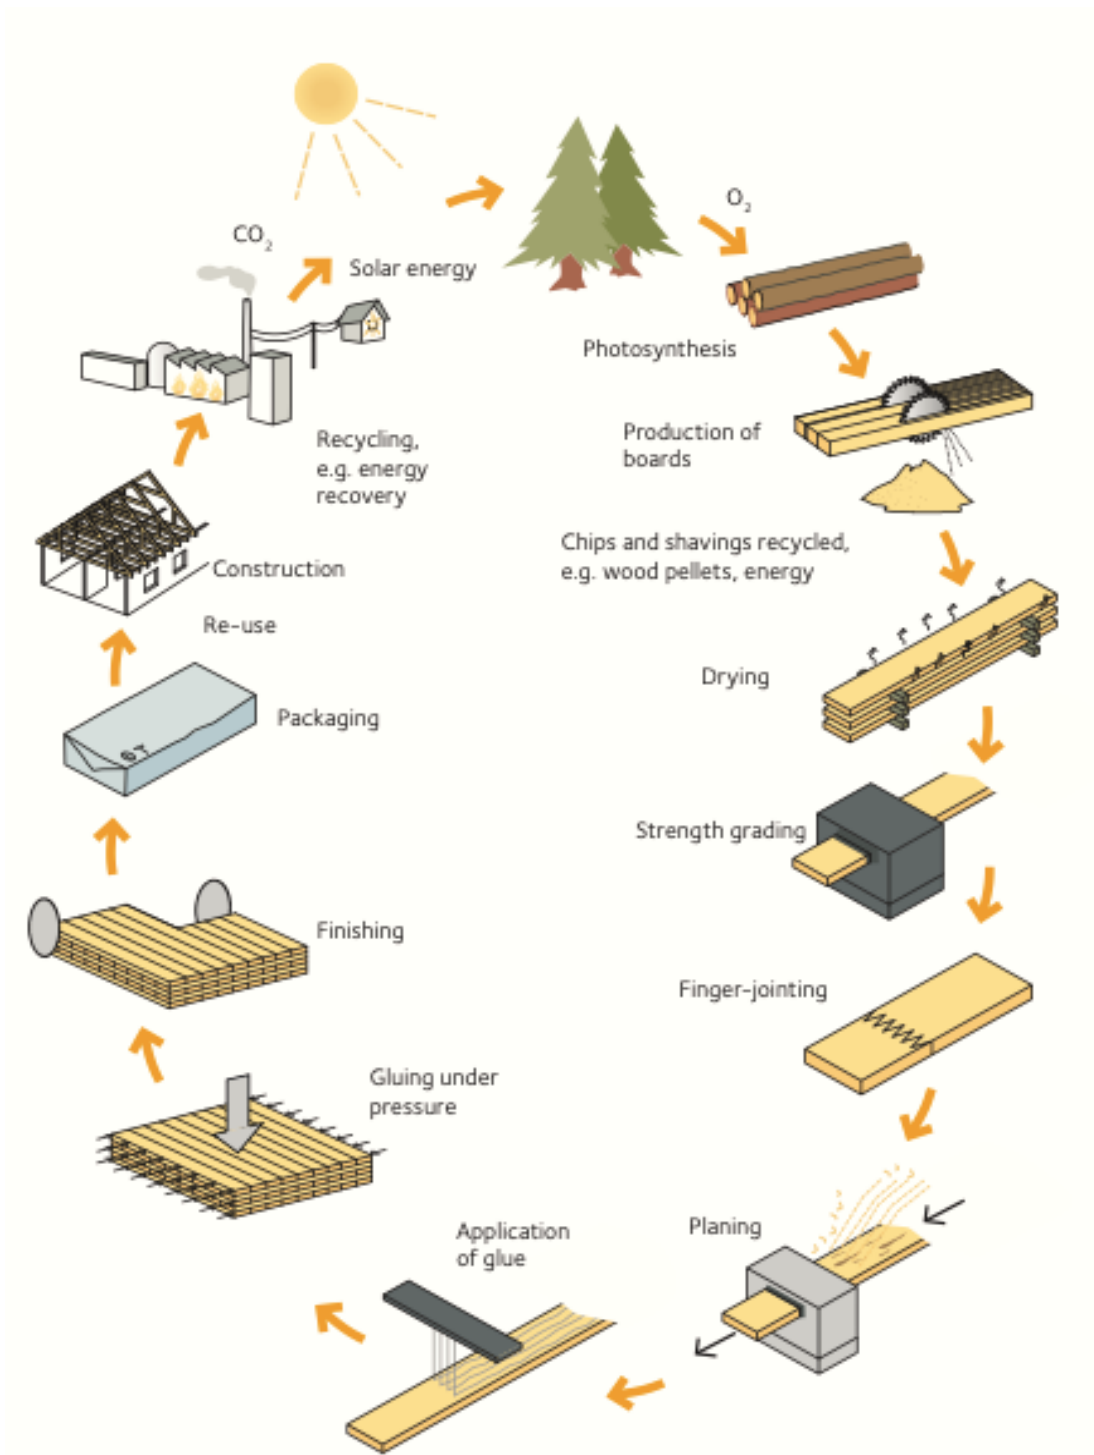 CO₂
Solar energy
O₂
Photosynthesis
Production of
boards
Chips and shavings recycled,
e.g. wood pellets, energy
Drying
Strength grading
Finger-jointing
Planing
Application
of glue
Gluing under
pressure
Finishing
Packaging
Re-use
Construction
Recycling,
e.g. energy
recovery